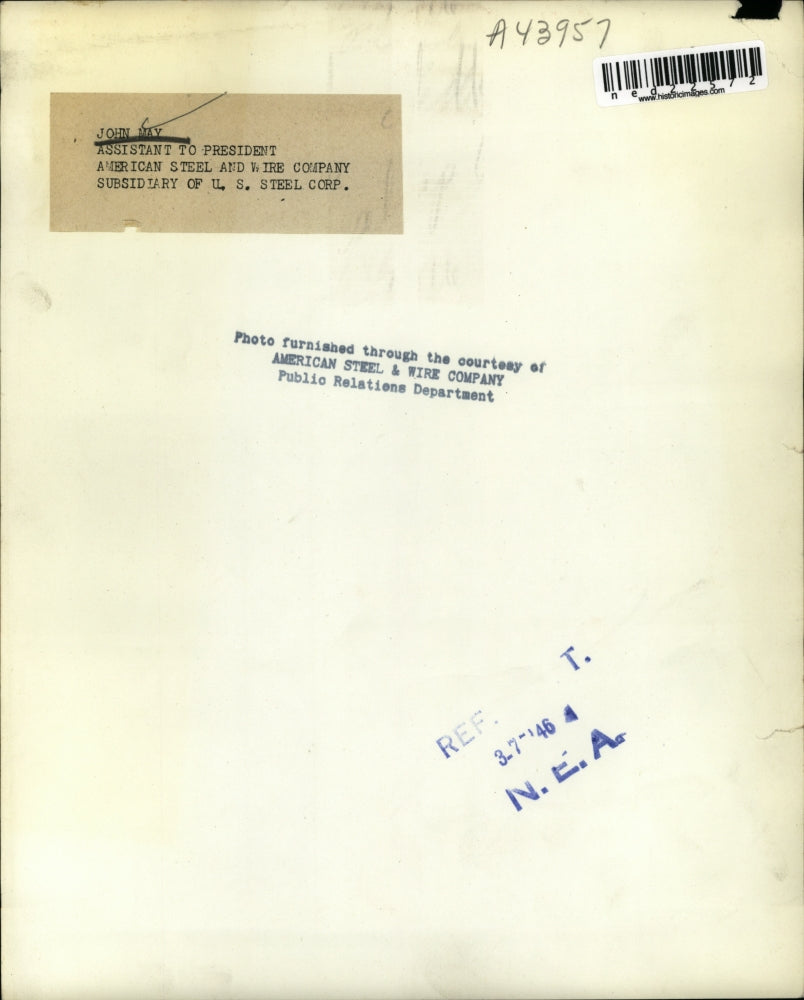 A43957
ned22572
www.historicimages.com
JOHN MAY
ASSISTANT TO PRESIDENT
AMERICAN STEEL AND WIRE COMPANY
SUBSIDIARY OF U. S. STEEL CORP.
Photo furnished through the courtesy of
AMERICAN STEEL & WIRE COMPANY
Public Relations Department
REF. T.
3-7-'46
N. E. A.